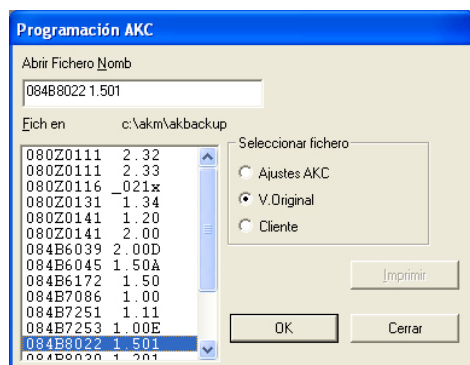 Programación AKC
Abrir Fichero Nomb
084B8022 1.501
Fich en c:\akm\akbackup
080Z0111 2.32
080Z0111 2.33
080Z0116 _021x
080Z0131 1.34
080Z0141 1.20
080Z0141 2.00
084B6039 2.00D
084B6045 1.50A
084B6172 1.50
084B7086 1.00
084B7251 1.11
084B7253 1.00E
084B8022 1.501
Seleccionar fichero
Ajustes AKC
V.Original
Cliente
Imprimir
OK Cerrar